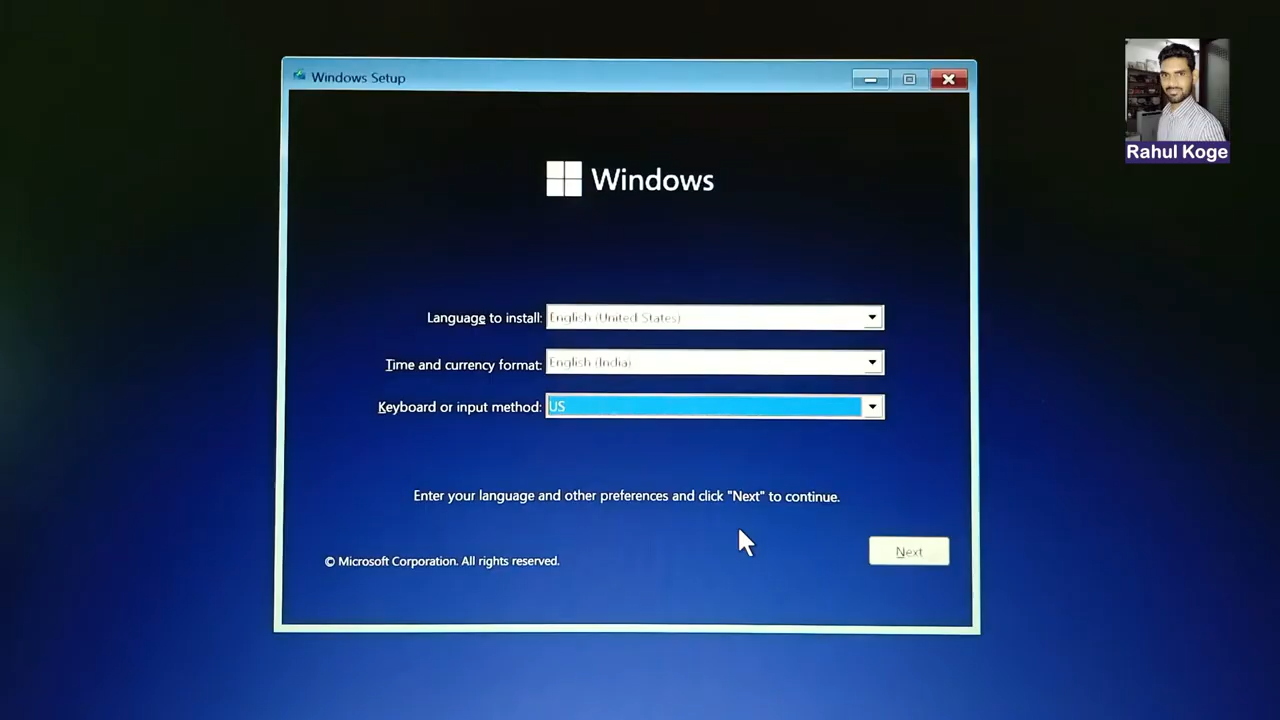 Windows Setup
Rahul Koge
Windows
Language to install: English (United States)
Time and currency format: English (India)
Keyboard or input method: US
Enter your language and other preferences and click "Next" to continue.
Next
© Microsoft Corporation. All rights reserved.